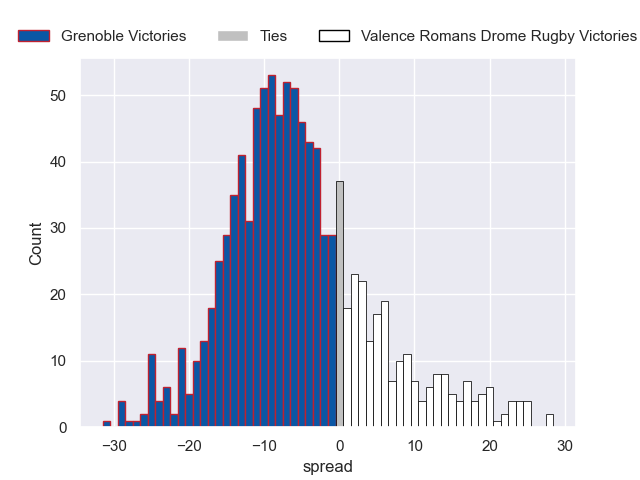 Grenoble Victories Ties Valence Romans Drome Rugby Victories
50
40
30
20
10
0
Count
−30 −20 −10 0 10 20 30
spread